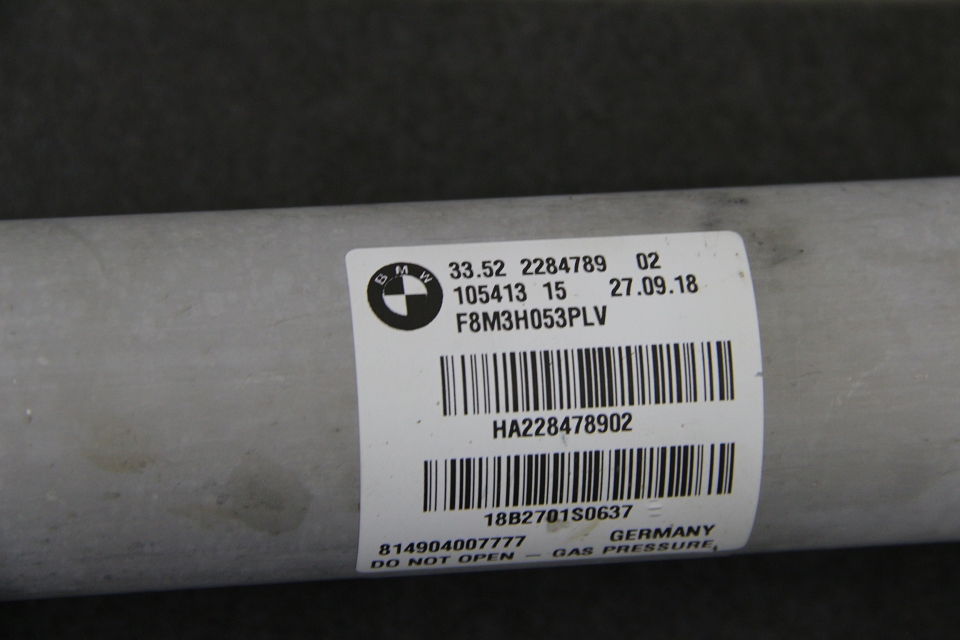 BMW
33.52 2284789 02
105413 15 27.09.18
F8M3H053PLV
HA228478902
18B2701S0637
814904007777 GERMANY
DO NOT OPEN – GAS PRESSURE,